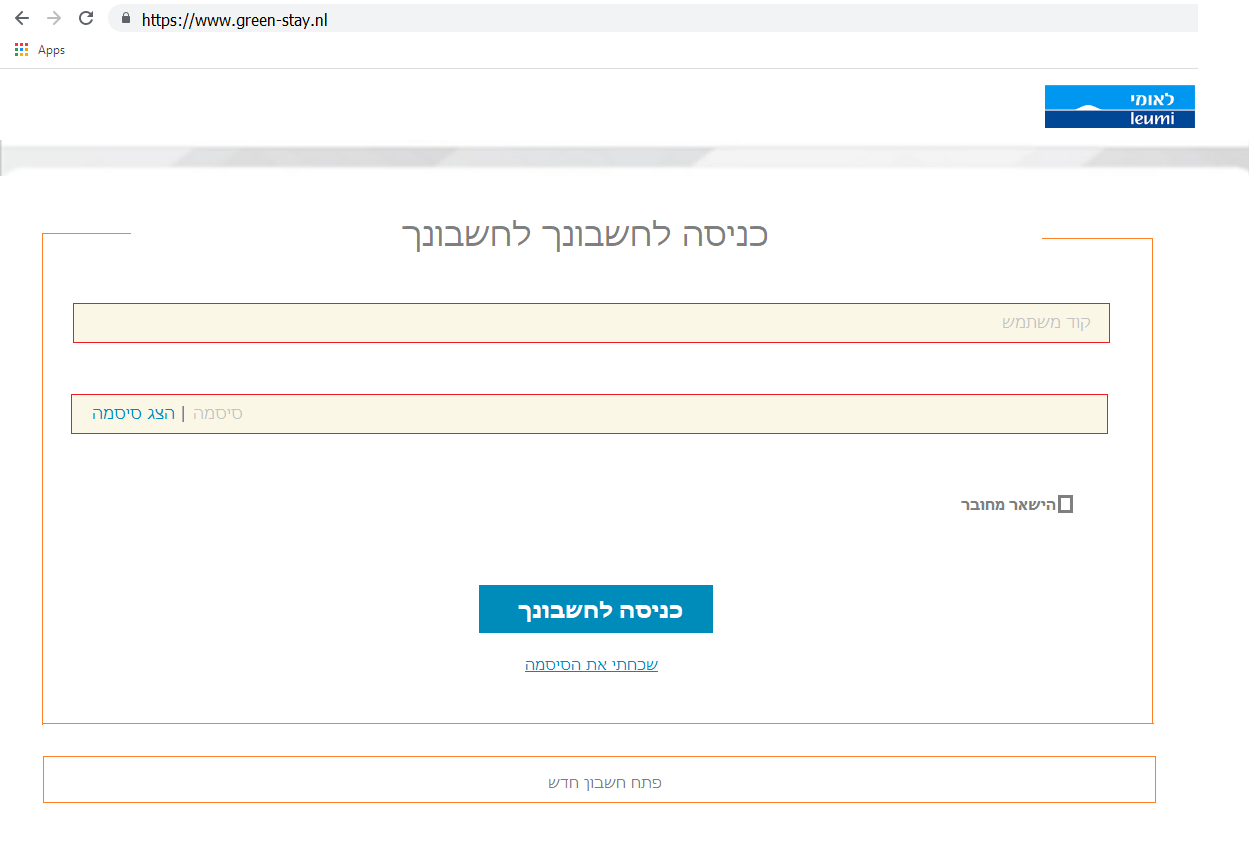 https://www.green-stay.nl
Apps
לאומי
leumi
כניסה לחשבונך לחשבונך
קוד משתמש
סיסמה | הצג סיסמה
הישאר מחובר
כניסה לחשבונך
שכחתי את הסיסמה
פתח חשבון חדש